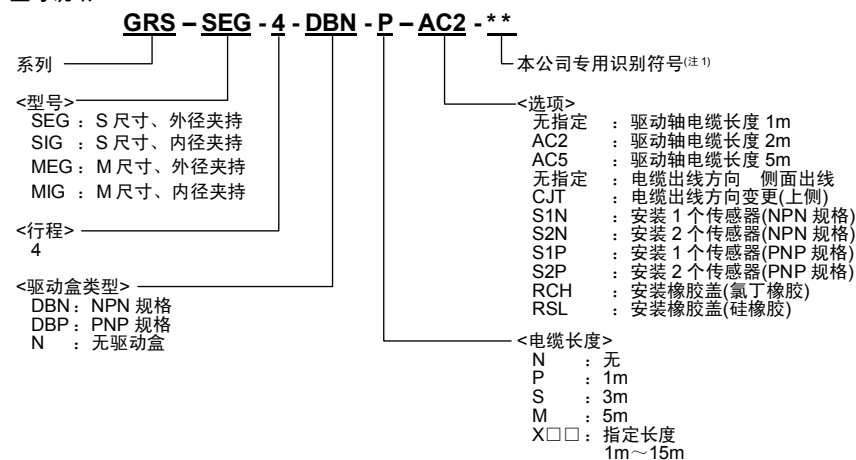 GRS – SEG - 4 - DBN - P – AC2 - **
系列
本公司专用识别符号(注 1)
<型号>
SEG : S 尺寸、外径夹持
SIG : S 尺寸、内径夹持
MEG : M 尺寸、外径夹持
MIG : M 尺寸、内径夹持
<行程>
4
<驱动盒类型>
DBN : NPN 规格
DBP : PNP 规格
N : 无驱动盒
<选项>
无指定 : 驱动轴电缆长度 1m
AC2 : 驱动轴电缆长度 2m
AC5 : 驱动轴电缆长度 5m
无指定 : 电缆出线方向 侧面出线
CJT : 电缆出线方向变更(上侧)
S1N : 安装 1 个传感器(NPN 规格)
S2N : 安装 2 个传感器(NPN 规格)
S1P : 安装 1 个传感器(PNP 规格)
S2P : 安装 2 个传感器(PNP 规格)
RCH : 安装橡胶盖(氯丁橡胶)
RSL : 安装橡胶盖(硅橡胶)
<电缆长度>
N : 无
P : 1m
S : 3m
M : 5m
X□□ : 指定长度
1m～15m